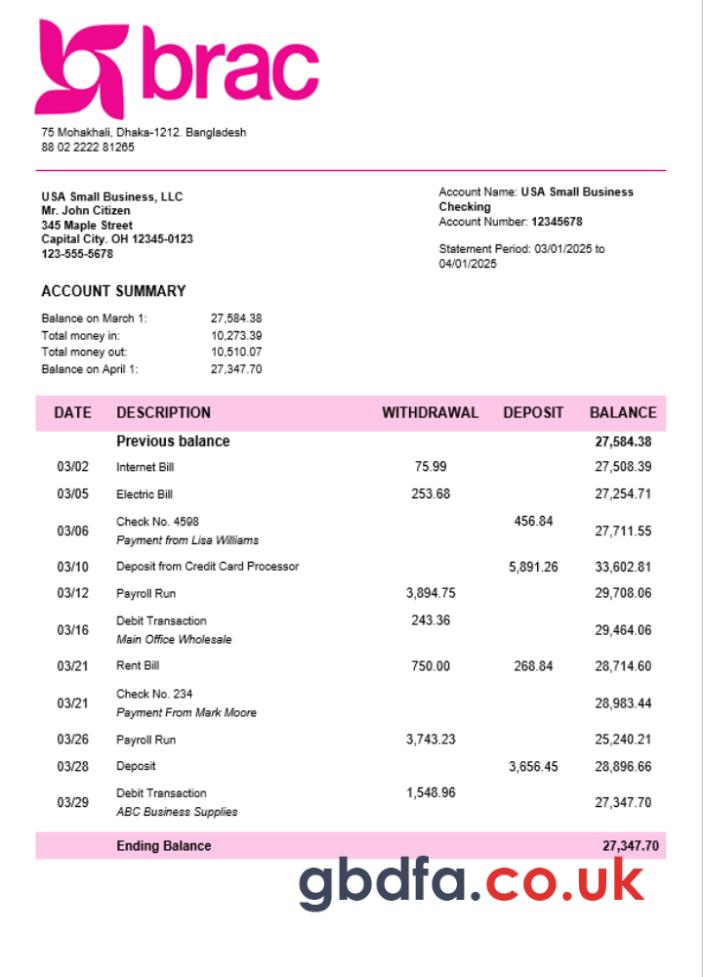 brac
75 Mohakhali, Dhaka-1212. Bangladesh
88 02 2222 81265
USA Small Business, LLC
Mr. John Citizen
345 Maple Street
Capital City. OH 12345-0123
123-555-5678
Account Name: USA Small Business
Checking
Account Number: 12345678
Statement Period: 03/01/2025 to
04/01/2025
ACCOUNT SUMMARY
Balance on March 1: 27,584.38
Total money in: 10,273.39
Total money out: 10,510.07
Balance on April 1: 27,347.70
DATE DESCRIPTION WITHDRAWAL DEPOSIT BALANCE
Previous balance 27,584.38
03/02 Internet Bill 75.99 27,508.39
03/05 Electric Bill 253.68 27,254.71
03/06 Check No. 4598 456.84 27,711.55
Payment from Lisa Williams
03/10 Deposit from Credit Card Processor 5,891.26 33,602.81
03/12 Payroll Run 3,894.75 29,708.06
03/16 Debit Transaction 243.36 29,464.06
Main Office Wholesale
03/21 Rent Bill 750.00 268.84 28,714.60
03/21 Check No. 234 28,983.44
Payment From Mark Moore
03/26 Payroll Run 3,743.23 25,240.21
03/28 Deposit 3,656.45 28,896.66
03/29 Debit Transaction 1,548.96 27,347.70
ABC Business Supplies
Ending Balance 27,347.70
gbdfa.co.uk